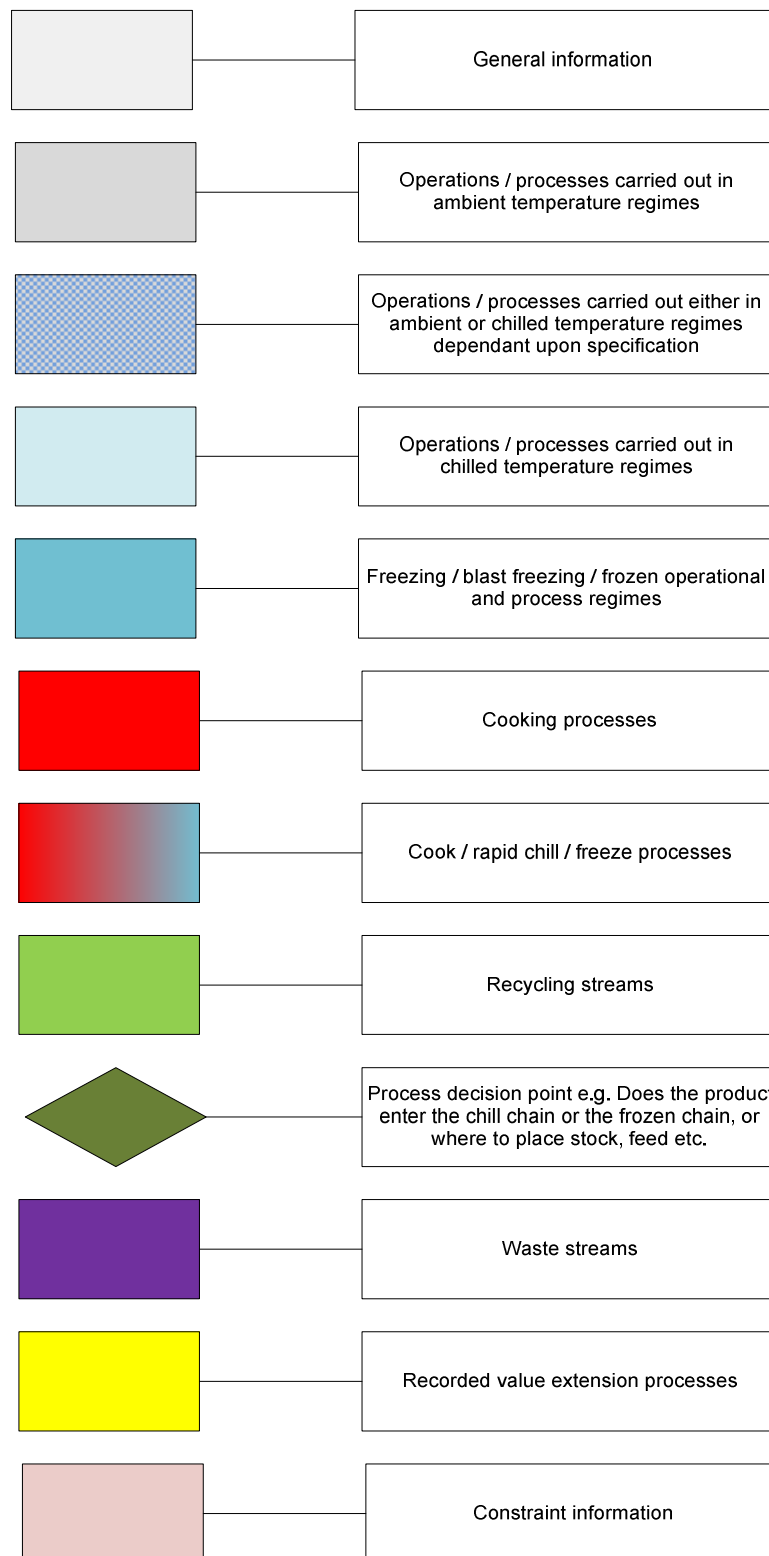 General information
Operations / processes carried out in
ambient temperature regimes
Operations / processes carried out either in
ambient or chilled temperature regimes
dependant upon specification
Operations / processes carried out in
chilled temperature regimes
Freezing / blast freezing / frozen operational
and process regimes
Cooking processes
Cook / rapid chill / freeze processes
Recycling streams
Process decision point e.g. Does the product
enter the chill chain or the frozen chain, or
where to place stock, feed etc.
Waste streams
Recorded value extension processes
Constraint information